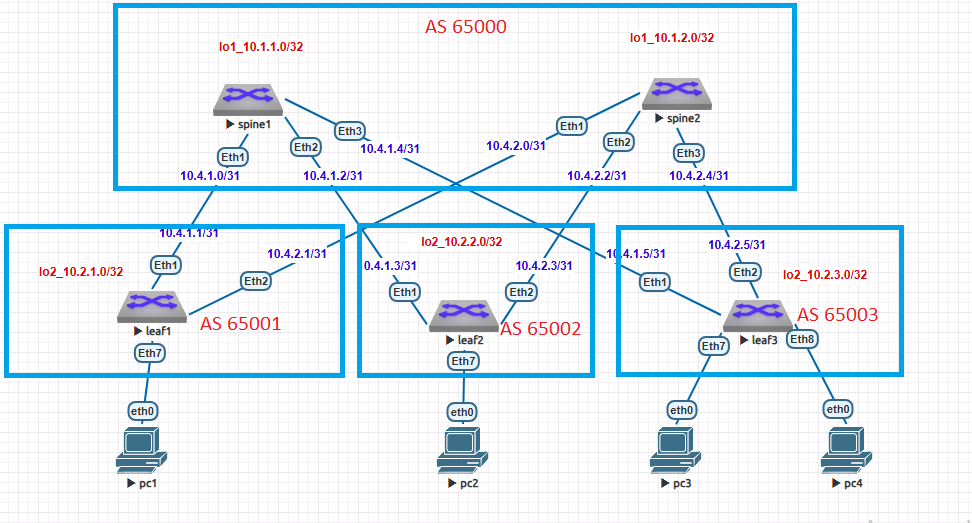 AS 65000
lo1_10.1.1.0/32
lo1_10.1.2.0/32
spine1
spine2
Eth3
Eth1
Eth2
Eth2
Eth1
Eth3
10.4.1.4/31
10.4.2.0/31
10.4.1.0/31
10.4.1.2/31
10.4.2.2/31
10.4.2.4/31
10.4.1.1/31
lo2_10.2.2.0/32
10.4.2.5/31
10.4.2.1/31
10.4.1.5/31
0.4.1.3/31
10.4.2.3/31
lo2_10.2.1.0/32
Eth1
Eth2
lo2_10.2.3.0/32
Eth2
Eth1
Eth1
Eth2
leaf1
AS 65001
leaf2
AS 65002
leaf3
AS 65003
Eth7
Eth7
Eth7
Eth8
eth0
eth0
eth0
eth0
pc1
pc2
pc3
pc4